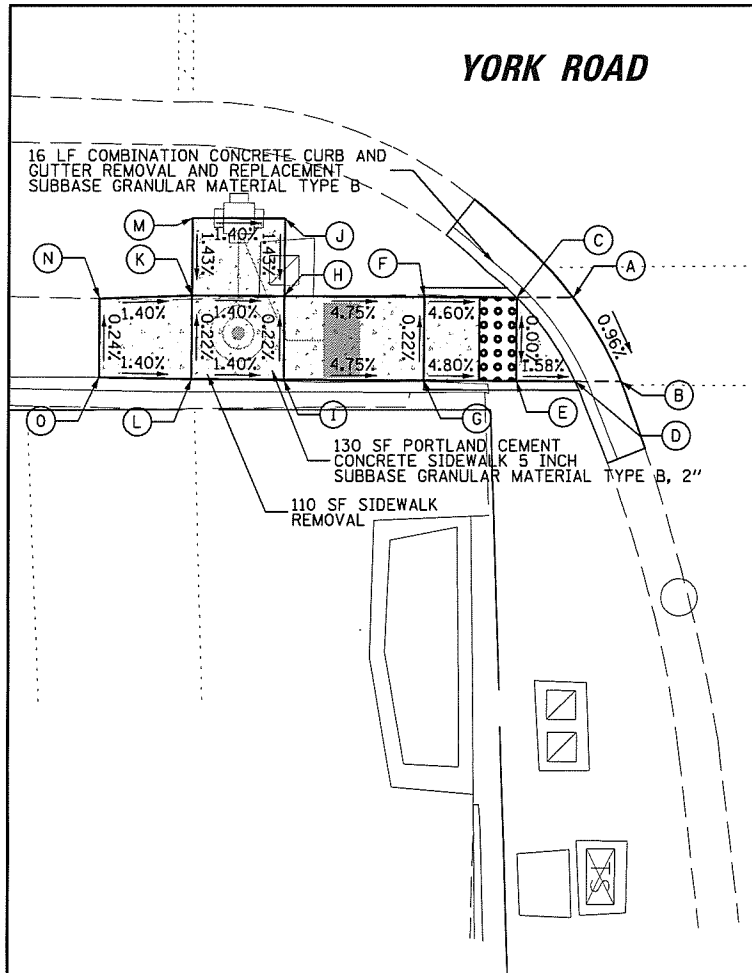 YORK ROAD
16 LF COMBINATION CONCRETE CURB AND
GUTTER REMOVAL AND REPLACEMENT
SUBBASE GRANULAR MATERIAL TYPE B
M
1.40%
J
C
1.43%
1.43%
N
K
H
F
A
1.40%
1.40%
4.75%
4.60%
0.96%
0.24%
0.22%
0.22%
0.22%
0.00%
1.40%
1.40%
4.75%
4.80%
1.58%
B
O
L
I
G
E
D
130 SF PORTLAND CEMENT
CONCRETE SIDEWALK 5 INCH
SUBBASE GRANULAR MATERIAL TYPE B, 2"
110 SF SIDEWALK
REMOVAL
ST